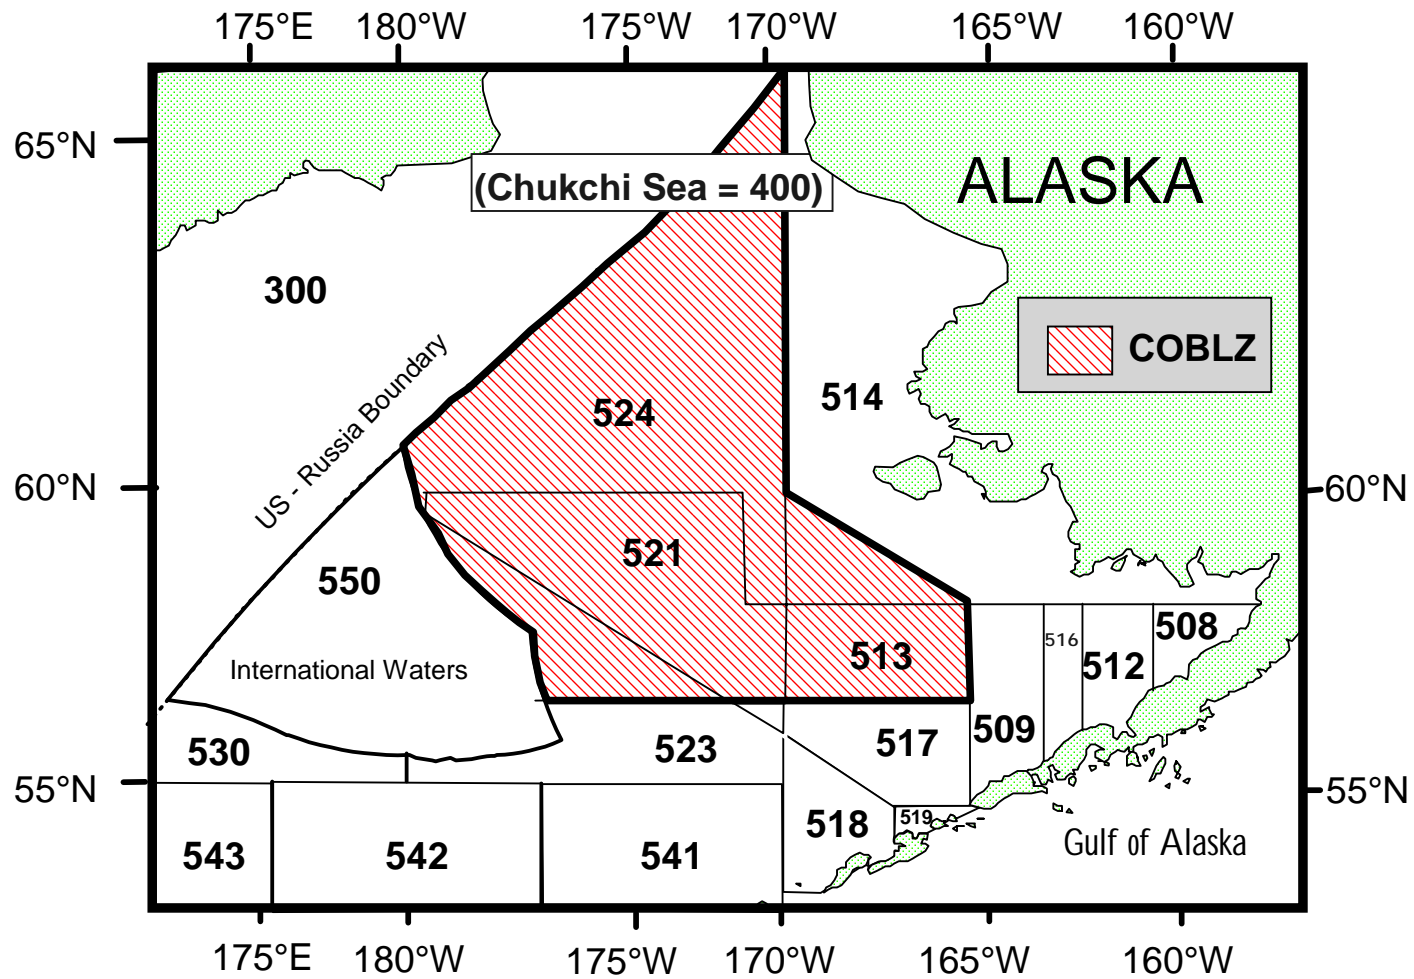 175°E 180°W 175°W 170°W 165°W 160°W
65°N
ALASKA
(Chukchi Sea = 400)
300
COBLZ
US - Russia Boundary
524
514
60°N
60°N
521
550
516
508
513
512
International Waters
509
530
523
517
55°N
55°N
518
519
543
542
541
Gulf of Alaska
175°E 180°W 175°W 170°W 165°W 160°W